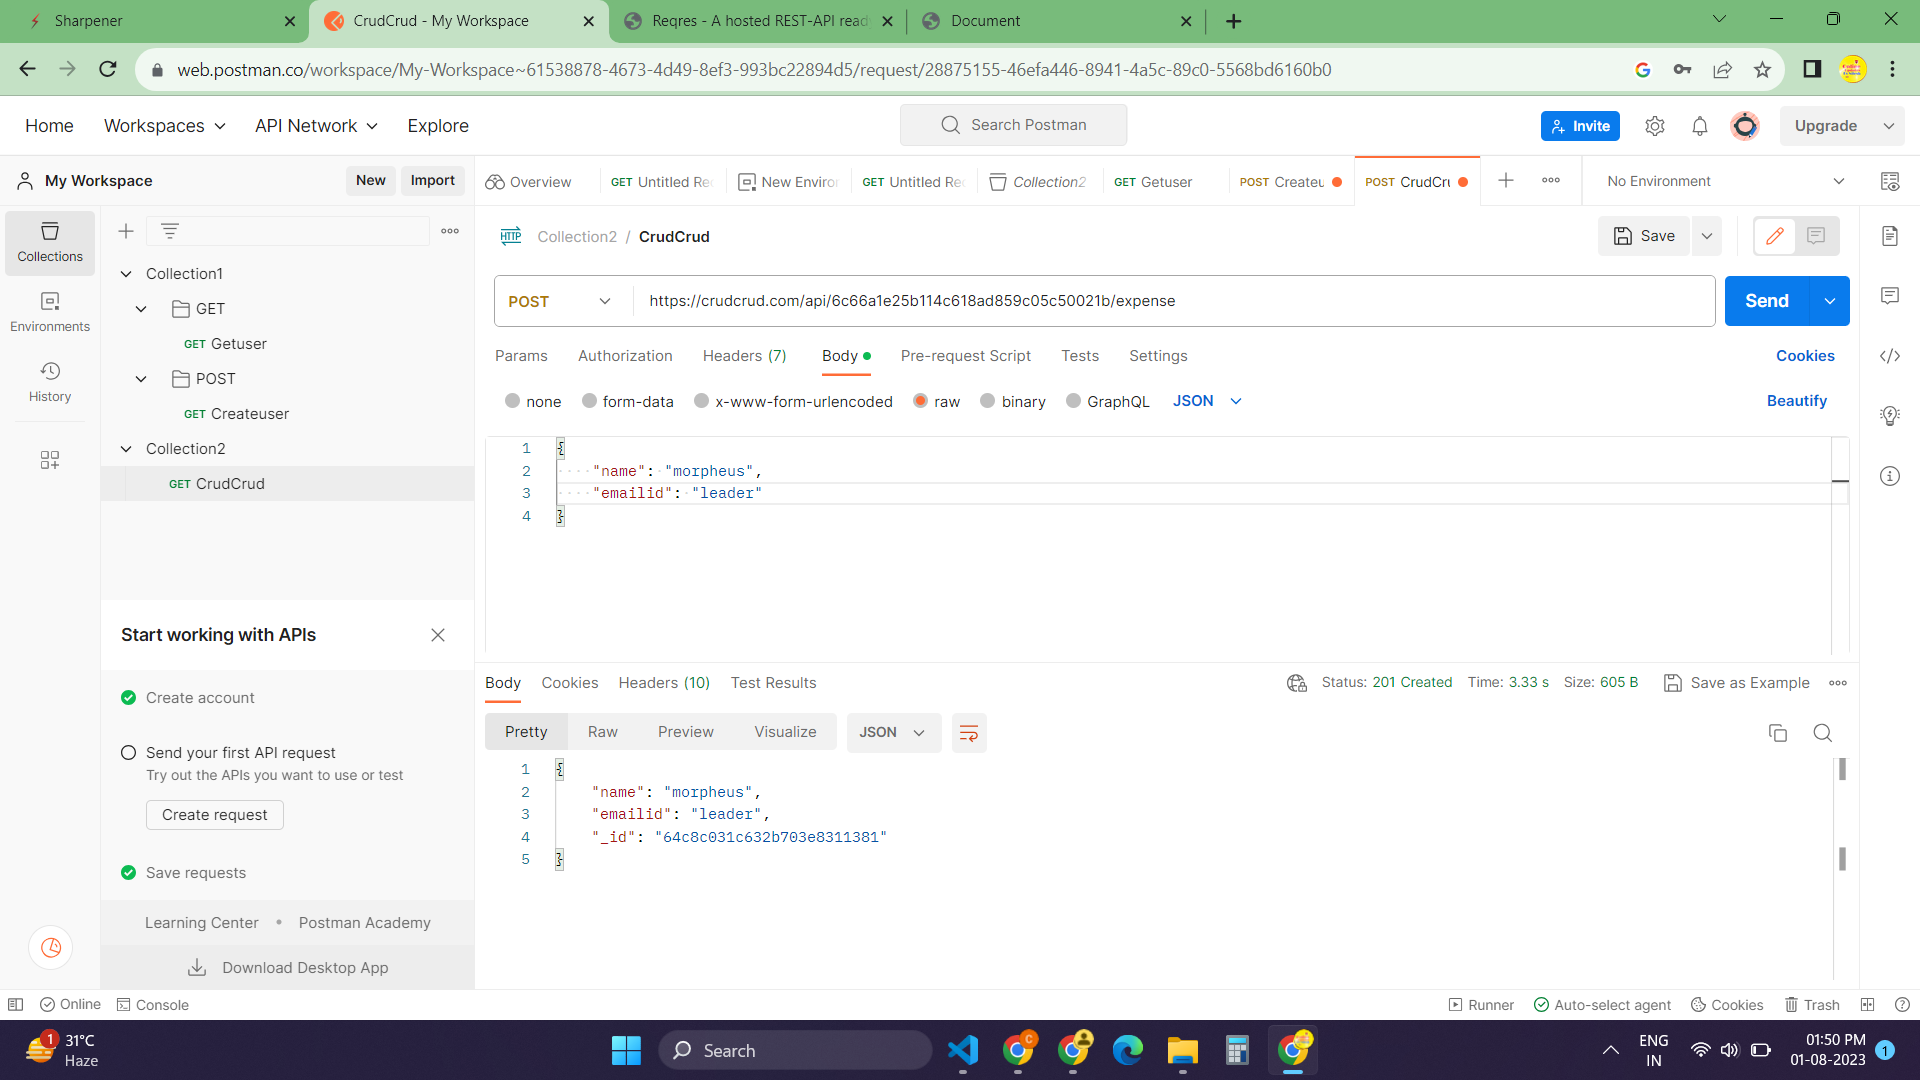 Sharpener
CrudCrud - My Workspace
Reqres - A hosted REST-API read
Document
web.postman.co/workspace/My-Workspace~61538878-4673-4d49-8ef3-993bc22894d5/request/28875155-46efa446-8941-4a5c-89c0-5568bd6160b0
Home
Workspaces
API Network
Explore
Search Postman
Invite
Upgrade
My Workspace
New
Import
Overview
GET Untitled Rec
New Environ
GET Untitled Rec
Collection2
GET Getuser
POST Createu
POST CrudCru
No Environment
Collections
Environments
History
Collection1
GET
GET Getuser
POST
GET Createuser
Collection2
GET CrudCrud
HTTP Collection2 / CrudCrud
Save
POST
https://crudcrud.com/api/6c66a1e25b114c618ad859c05c50021b/expense
Send
Params
Authorization
Headers (7)
Body
Pre-request Script
Tests
Settings
Cookies
none
form-data
x-www-form-urlencoded
raw
binary
GraphQL
JSON
Beautify
1 {
2 "name": "morpheus",
3 "emailid": "leader"
4 }
Start working with APIs
Create account
Send your first API request
Try out the APIs you want to use or test
Create request
Save requests
Learning Center • Postman Academy
Download Desktop App
Body
Cookies
Headers (10)
Test Results
Status: 201 Created
Time: 3.33 s
Size: 605 B
Save as Example
Pretty
Raw
Preview
Visualize
JSON
1 {
2 "name": "morpheus",
3 "emailid": "leader",
4 "_id": "64c8c031c632b703e8311381"
5 }
Online
Console
Runner
Auto-select agent
Cookies
Trash
1
31°C
Haze
Search
C
ENG
IN
01:50 PM
01-08-2023
1